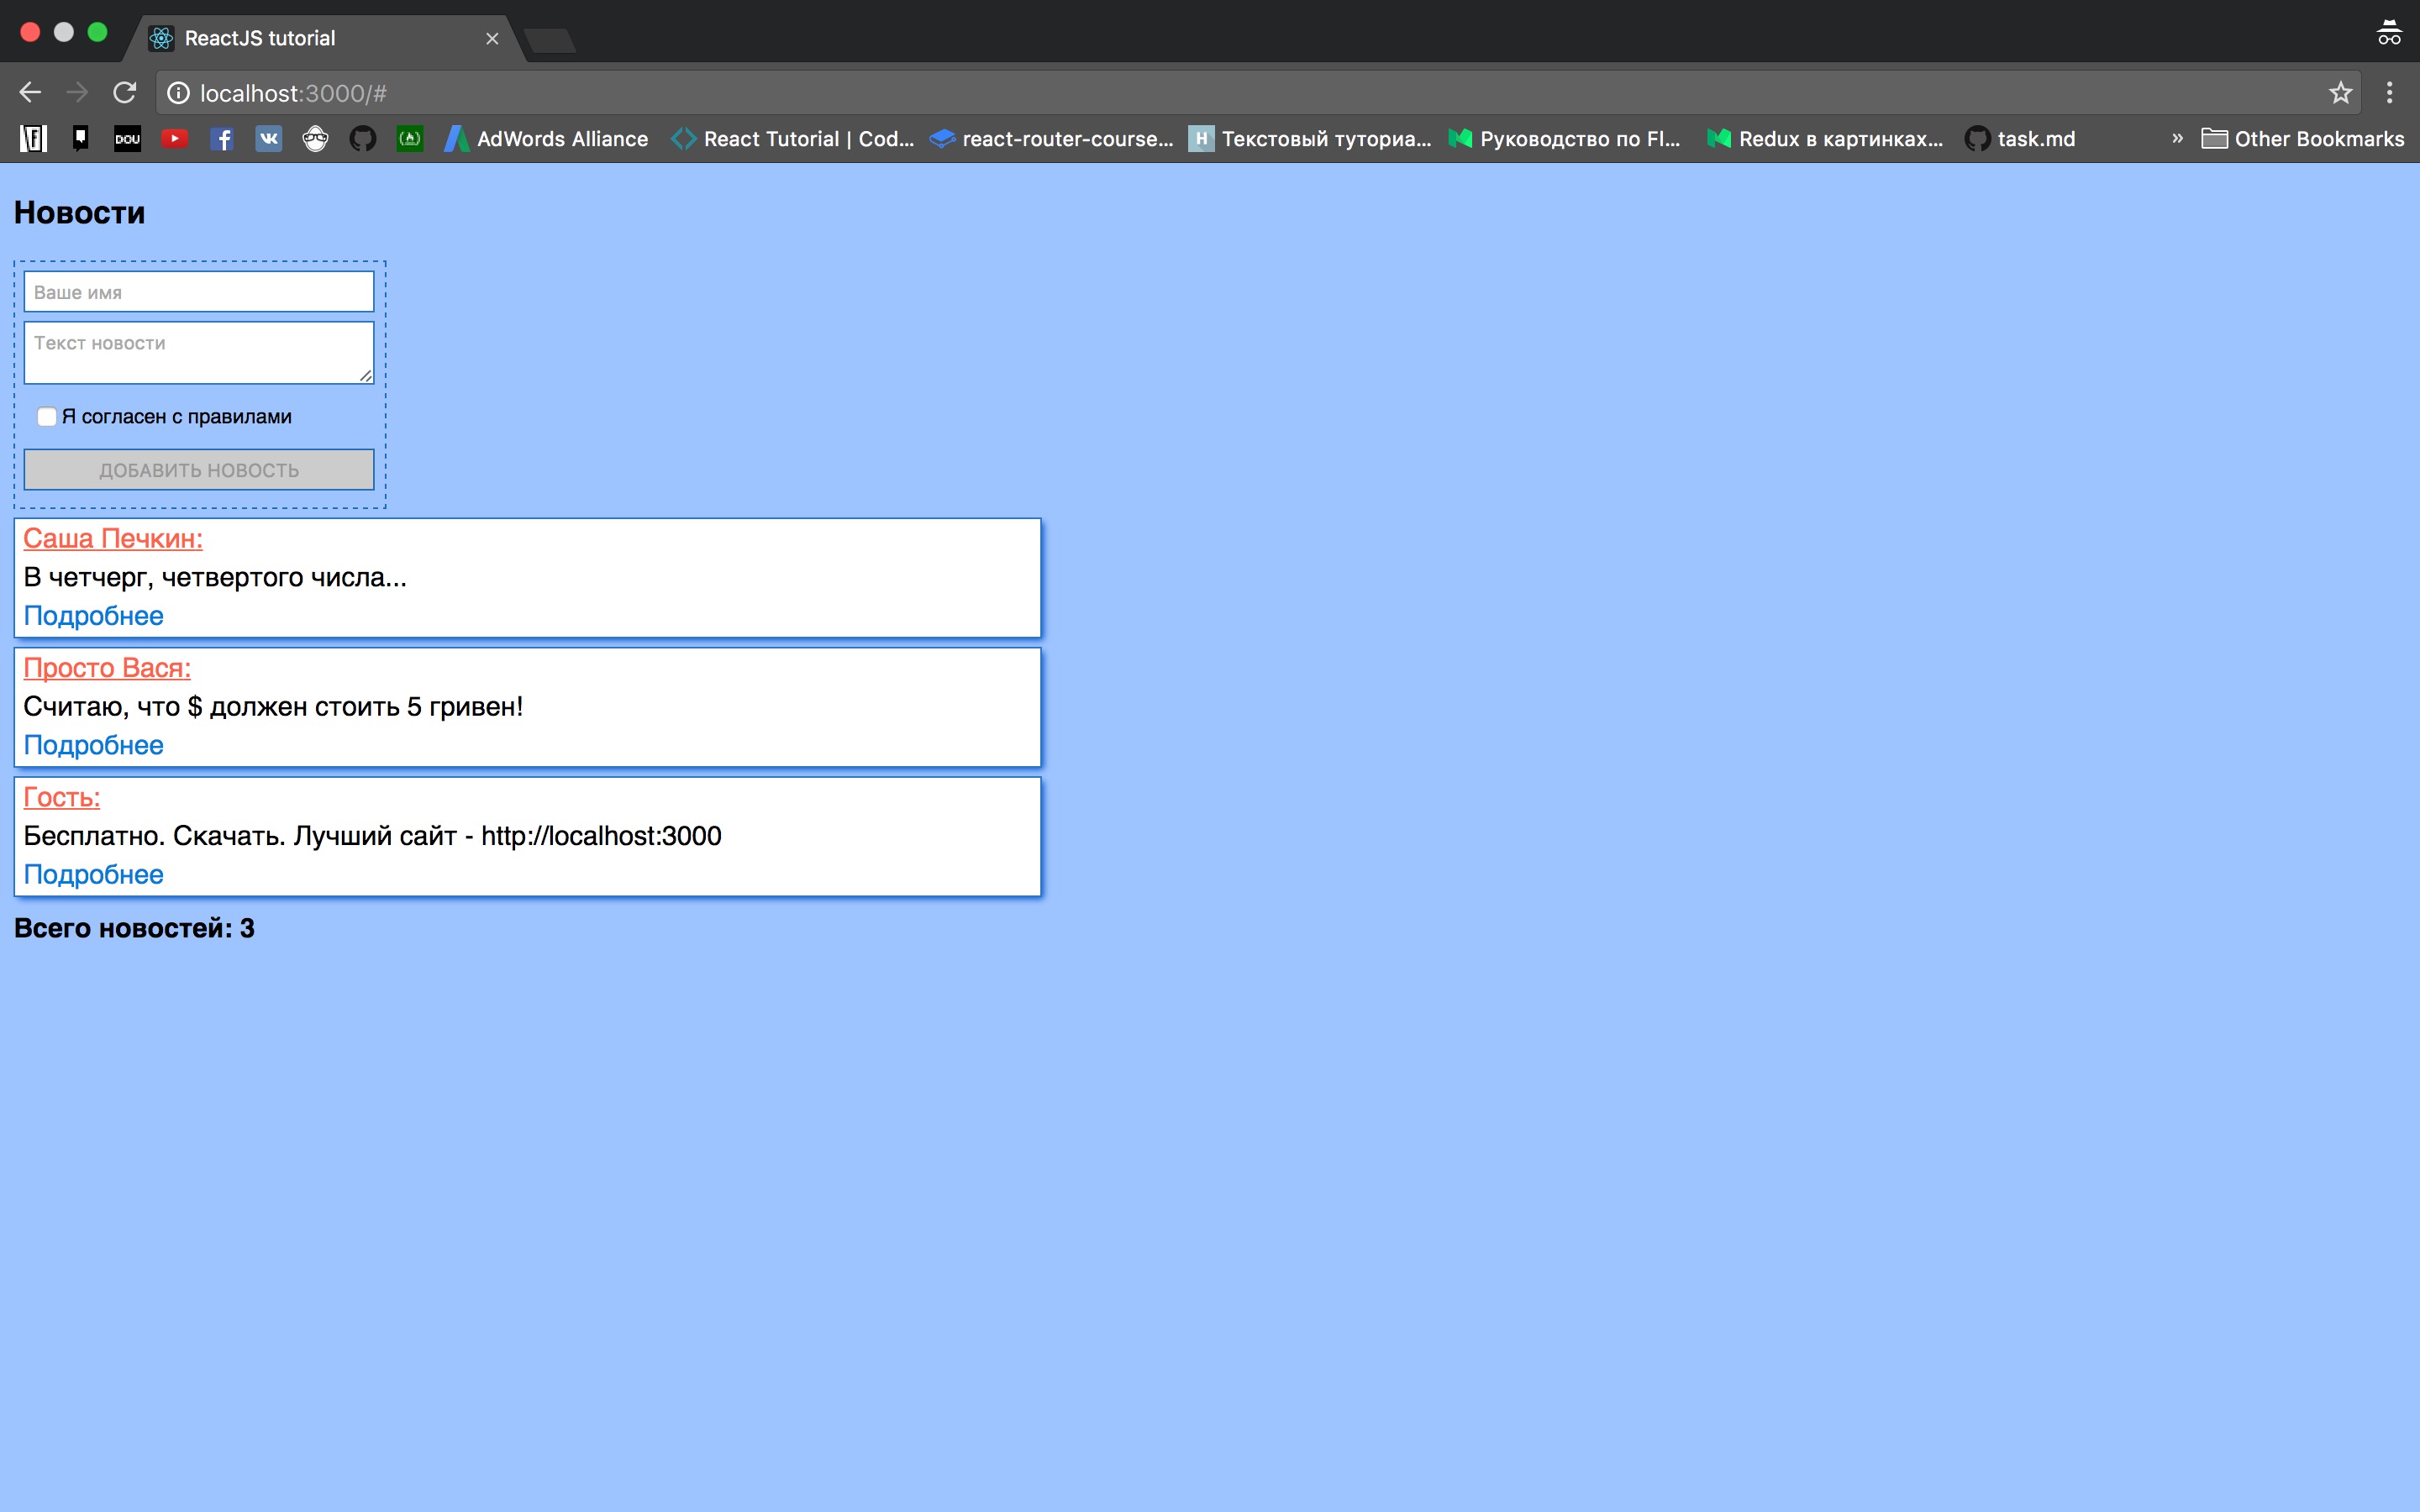 ReactJS tutorial
localhost:3000/#
DOU
AdWords Alliance
React Tutorial | Cod...
react-router-course...
H
Текстовый туториа...
Руководство по Fl...
Redux в картинках...
task.md
» Other Bookmarks
Новости
Ваше имя
Текст новости
Я согласен с правилами
ДОБАВИТЬ НОВОСТЬ
Саша Печкин:
В четчерг, четвертого числа...
Подробнее
Просто Вася:
Считаю, что $ должен стоить 5 гривен!
Подробнее
Гость:
Бесплатно. Скачать. Лучший сайт - http://localhost:3000
Подробнее
Всего новостей: 3